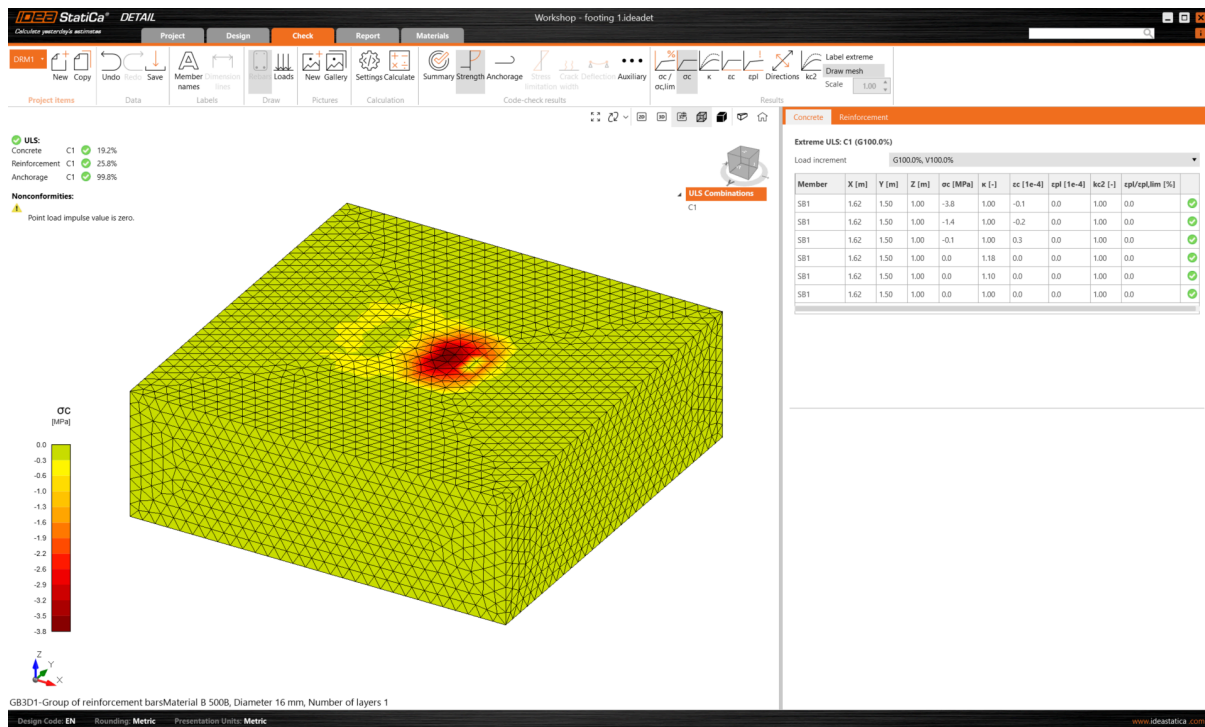 IDEA StatiCa® DETAIL
Calculate yesterday's estimates
Workshop - footing 1.ideadet
Project Design Check Report Materials
DRM1
New Copy Undo Redo Save Member names Dimension lines Loads New Gallery Settings Calculate Summary Strength Anchorage Stress limitation Crack width Deflection Auxiliary σc / σc,lim σc κ εc εpl Directions kc2
Label extreme
Draw mesh
Scale 1.00
Project items Data Labels Draw Pictures Calculation Code-check results Results
ULS:
Concrete C1 19.2%
Reinforcement C1 25.8%
Anchorage C1 99.8%
Nonconformities:
Point load impulse value is zero.
ULS Combinations
C1
σc
[MPa]
0.0
-0.3
-0.6
-1.0
-1.3
-1.6
-1.9
-2.2
-2.6
-2.9
-3.2
-3.5
-3.8
Z
Y
X
GB3D1-Group of reinforcement barsMaterial B 500B, Diameter 16 mm, Number of layers 1
Concrete Reinforcement
Extreme ULS: C1 (G100.0%)
Load increment G100.0%, V100.0%
Member X [m] Y [m] Z [m] σc [MPa] κ [-] εc [1e-4] εpl [1e-4] kc2 [-] εpl/εpl,lim [%]
SB1 1.62 1.50 1.00 -3.8 1.00 -0.1 0.0 1.00 0.0
SB1 1.62 1.50 1.00 -1.4 1.00 -0.2 0.0 1.00 0.0
SB1 1.62 1.50 1.00 -0.1 1.00 0.3 0.0 1.00 0.0
SB1 1.62 1.50 1.00 0.0 1.18 0.0 0.0 1.00 0.0
SB1 1.62 1.50 1.00 0.0 1.10 0.0 0.0 1.00 0.0
SB1 1.62 1.50 1.00 0.0 1.00 0.0 0.0 1.00 0.0
Design Code: EN Rounding: Metric Presentation Units: Metric
www.ideastatica.com